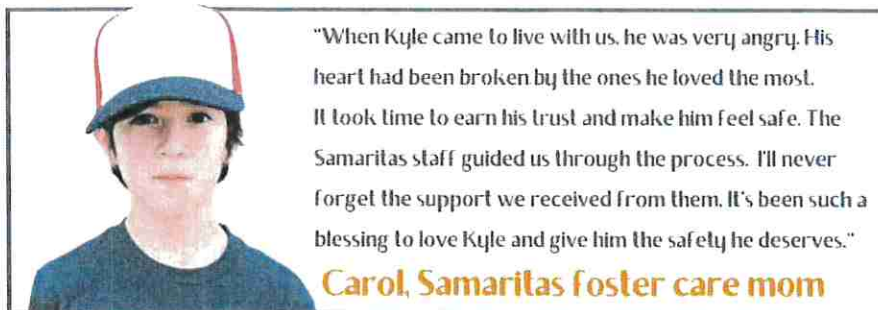 "When Kyle came to live with us, he was very angry. His
heart had been broken by the ones he loved the most.
It took time to earn his trust and make him feel safe. The
Samaritas staff guided us through the process. I'll never
forget the support we received from them. It's been such a
blessing to love Kyle and give him the safety he deserves."
Carol, Samaritas foster care mom